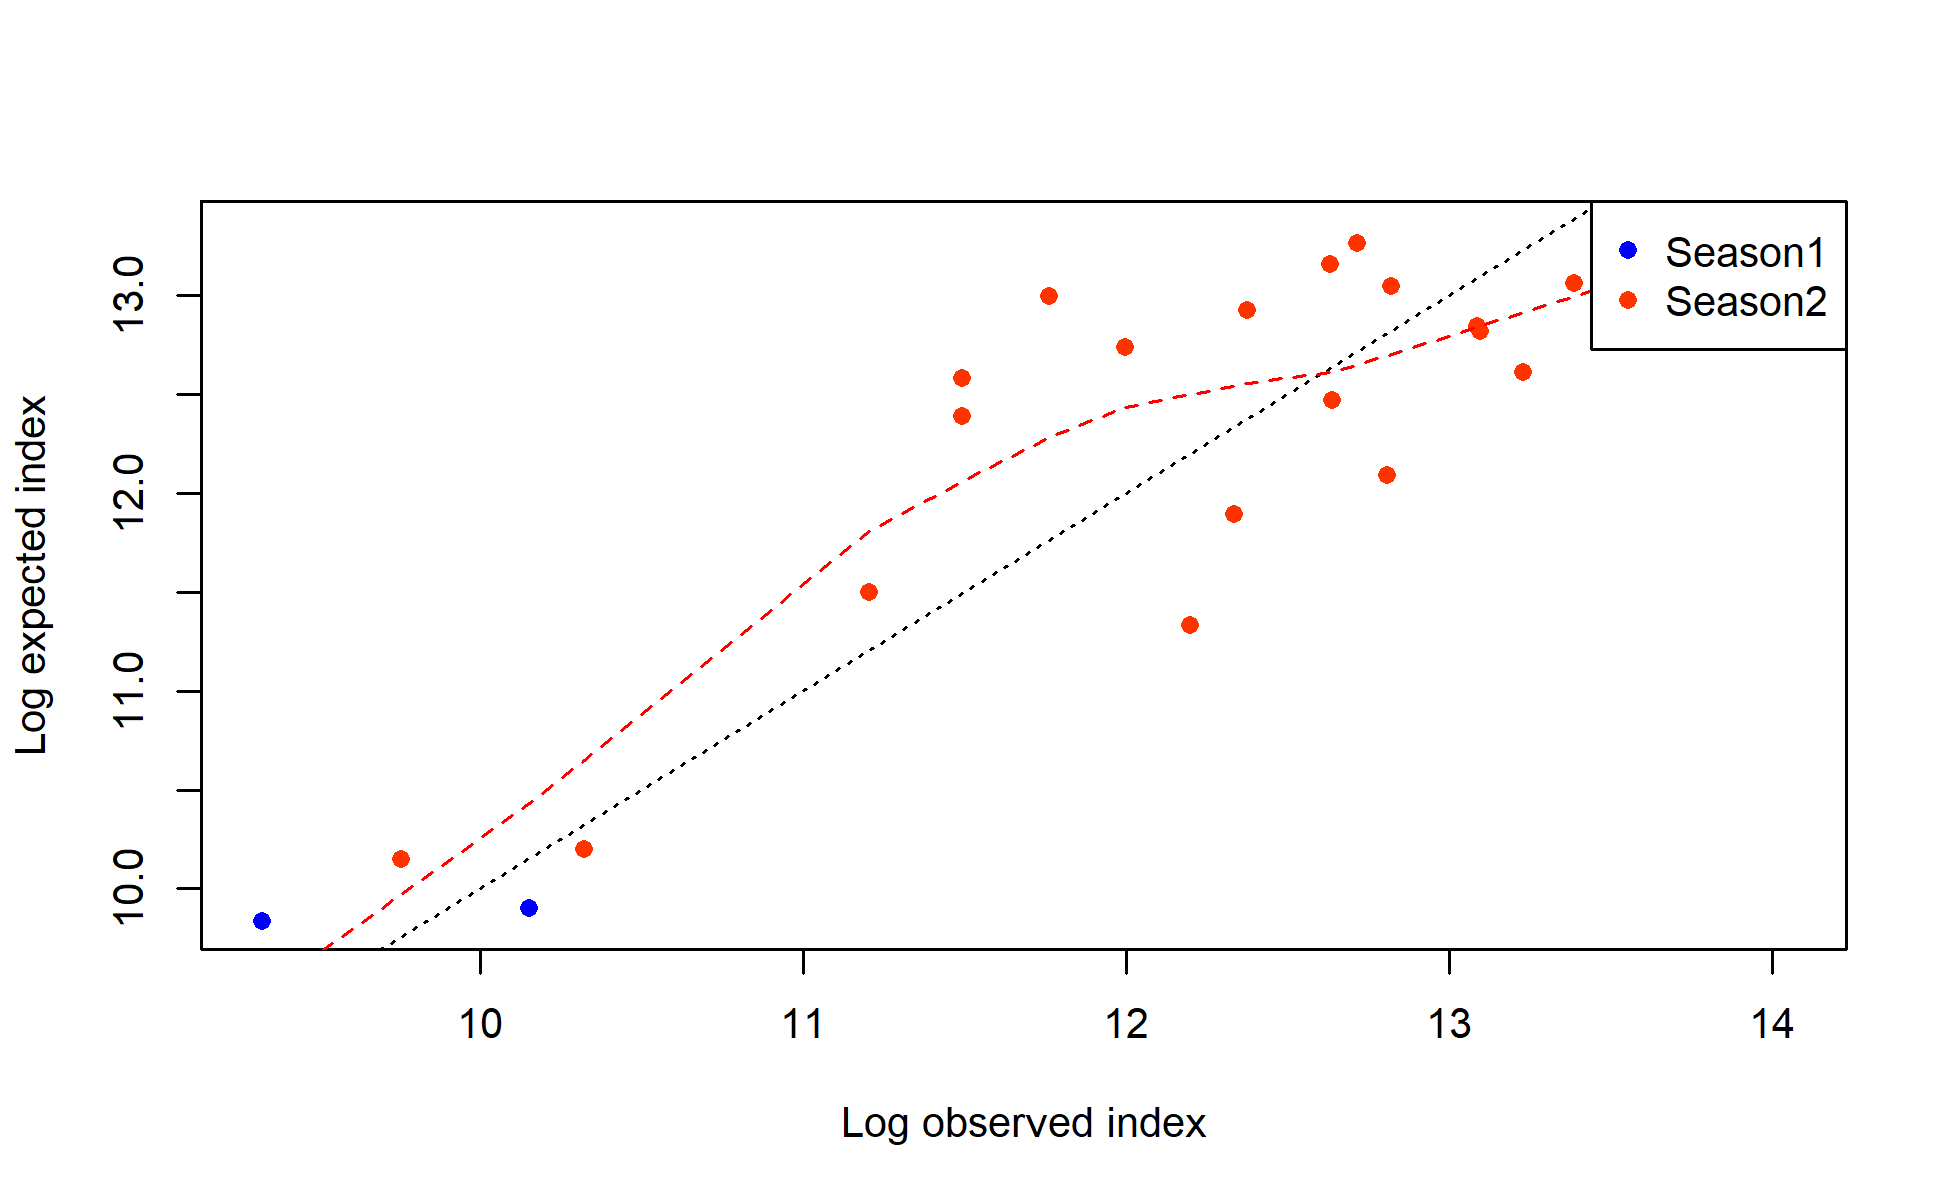 Season1
Season2
13.0
12.0
11.0
10.0
Log expected index
10 11 12 13 14
Log observed index